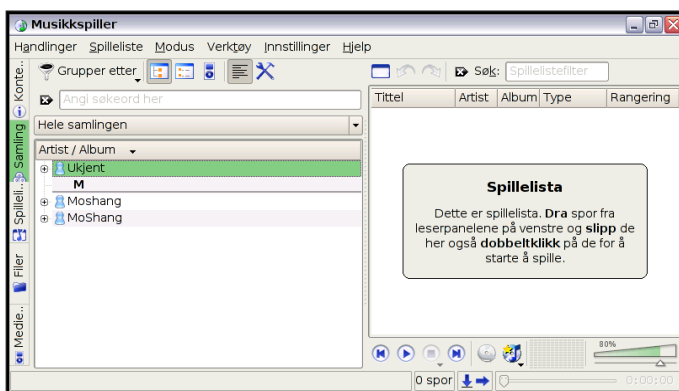 Musikkspiller
Handlinger Spilleliste Modus Verktøy Innstillinger Hjelp
Konte..
Samling
Spilleli...
Filer
Medie..
Grupper etter
Angi søkeord her
Hele samlingen
Artist / Album
Ukjent
M
Moshang
MoShang
Søk: Spillelistefilter
Tittel Artist Album Type Rangering
Spillelista
Dette er spillelista. Dra spor fra
leserpanelene på venstre og slipp de
her også dobbeltklikk på de for å
starte å spille.
80%
0 spor
0:00:00